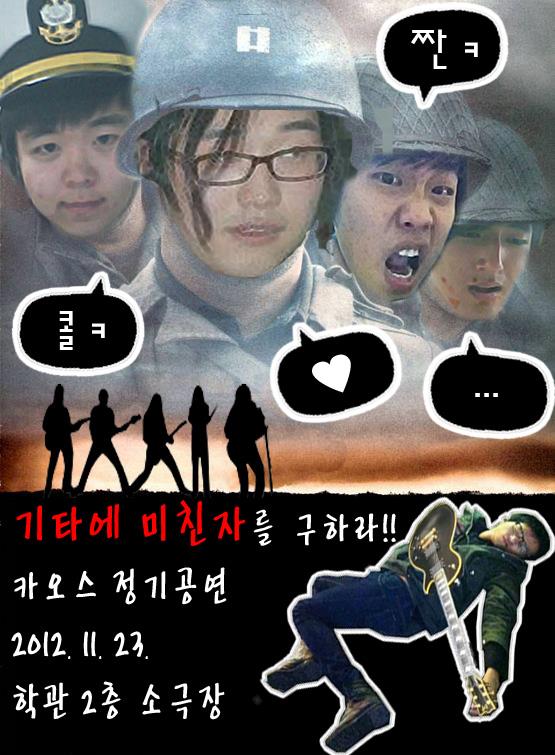 짠ㅋ
콜ㅋ
...
기타에 미친자를 구하라!!
카오스 정기공연
2012. 11. 23.
학관 2층 소극장